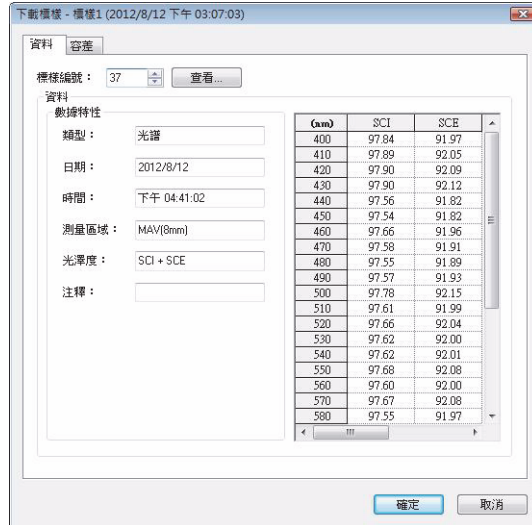 下載標樣 - 標樣1 (2012/8/12 下午 03:07:03)
資料 容差
標樣編號： 37 查看...
資料
數據特性
類型： 光譜
日期： 2012/8/12
時間： 下午 04:41:02
測量區域： MAV(8mm)
光澤度： SCI + SCE
注釋：
(nm) SCI SCE
400 97.84 91.97
410 97.89 92.05
420 97.90 92.09
430 97.90 92.12
440 97.56 91.82
450 97.54 91.82
460 97.66 91.96
470 97.58 91.91
480 97.55 91.89
490 97.57 91.93
500 97.78 92.15
510 97.61 91.99
520 97.66 92.04
530 97.62 92.00
540 97.62 92.01
550 97.68 92.08
560 97.60 92.00
570 97.67 92.08
580 97.55 91.97
確定 取消